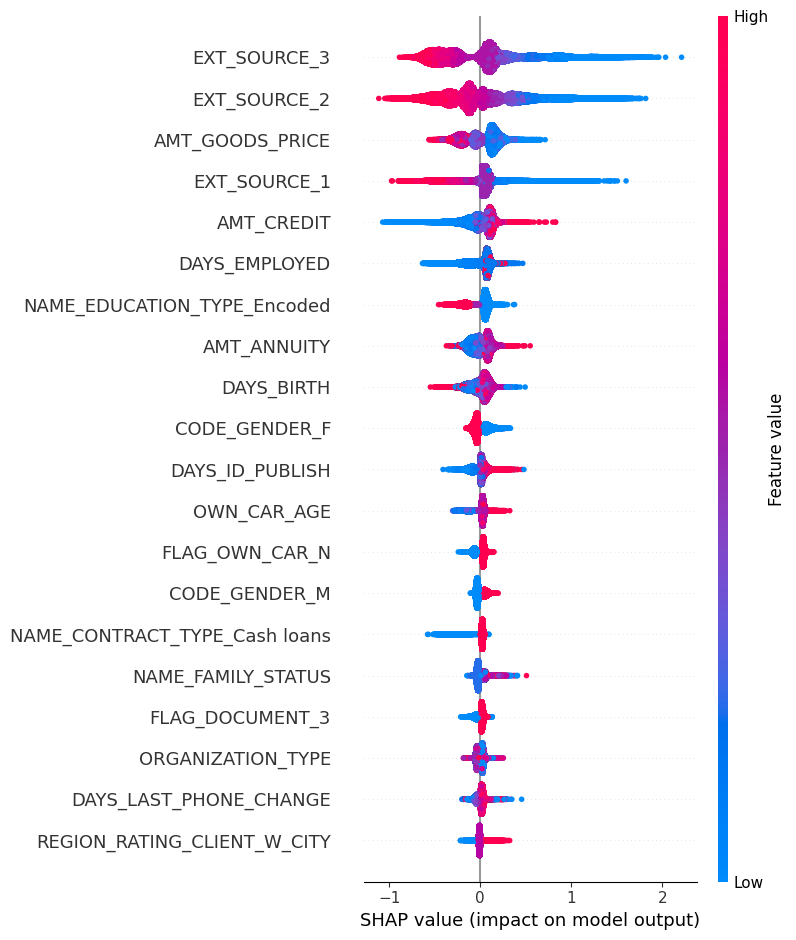 High
EXT_SOURCE_3
EXT_SOURCE_2
AMT_GOODS_PRICE
EXT_SOURCE_1
AMT_CREDIT
DAYS_EMPLOYED
NAME_EDUCATION_TYPE_Encoded
AMT_ANNUITY
DAYS_BIRTH
CODE_GENDER_F
DAYS_ID_PUBLISH
OWN_CAR_AGE
FLAG_OWN_CAR_N
CODE_GENDER_M
NAME_CONTRACT_TYPE_Cash loans
NAME_FAMILY_STATUS
FLAG_DOCUMENT_3
ORGANIZATION_TYPE
DAYS_LAST_PHONE_CHANGE
REGION_RATING_CLIENT_W_CITY
Feature value
Low
−1 0 1 2
SHAP value (impact on model output)